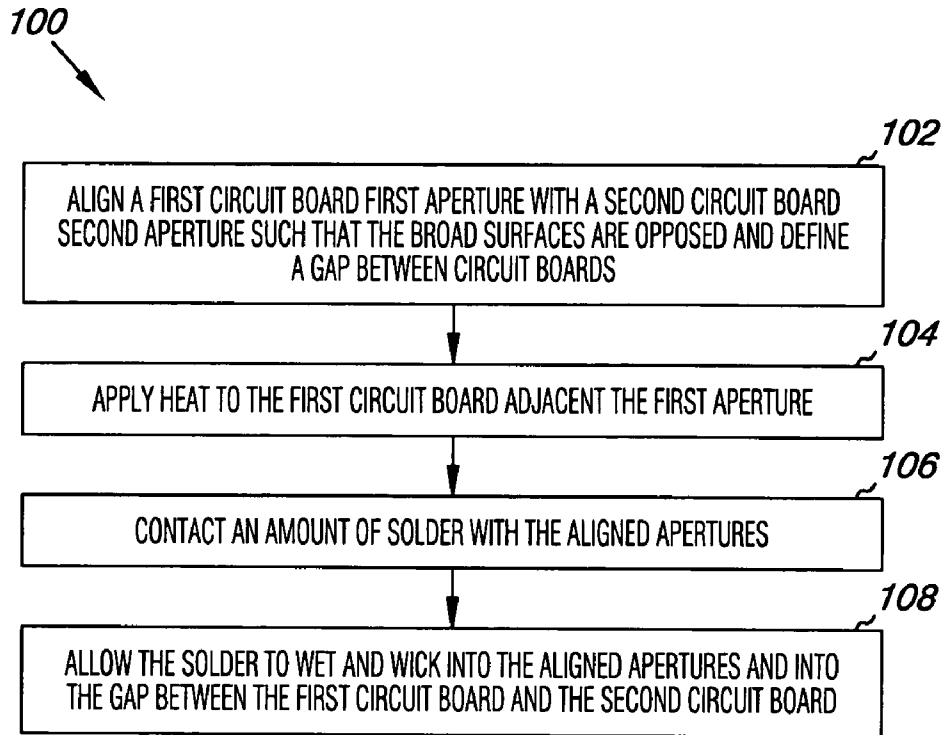 100
102
ALIGN A FIRST CIRCUIT BOARD FIRST APERTURE WITH A SECOND CIRCUIT BOARD
SECOND APERTURE SUCH THAT THE BROAD SURFACES ARE OPPOSED AND DEFINE
A GAP BETWEEN CIRCUIT BOARDS
104
APPLY HEAT TO THE FIRST CIRCUIT BOARD ADJACENT THE FIRST APERTURE
106
CONTACT AN AMOUNT OF SOLDER WITH THE ALIGNED APERTURES
108
ALLOW THE SOLDER TO WET AND WICK INTO THE ALIGNED APERTURES AND INTO
THE GAP BETWEEN THE FIRST CIRCUIT BOARD AND THE SECOND CIRCUIT BOARD